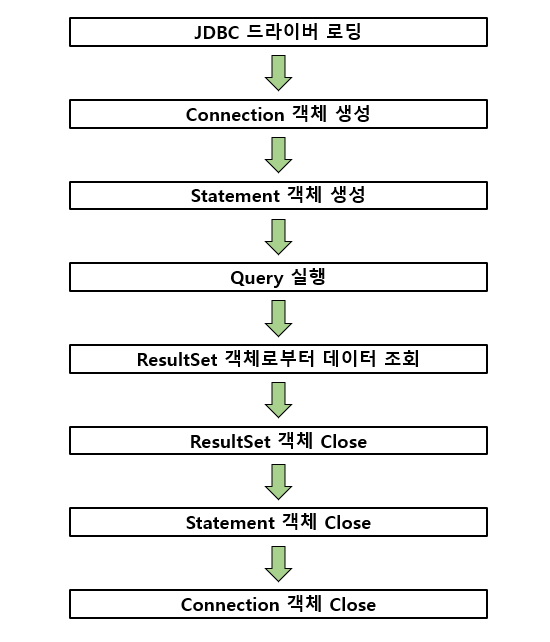 JDBC 드라이버 로딩
Connection 객체 생성
Statement 객체 생성
Query 실행
ResultSet 객체로부터 데이터 조회
ResultSet 객체 Close
Statement 객체 Close
Connection 객체 Close